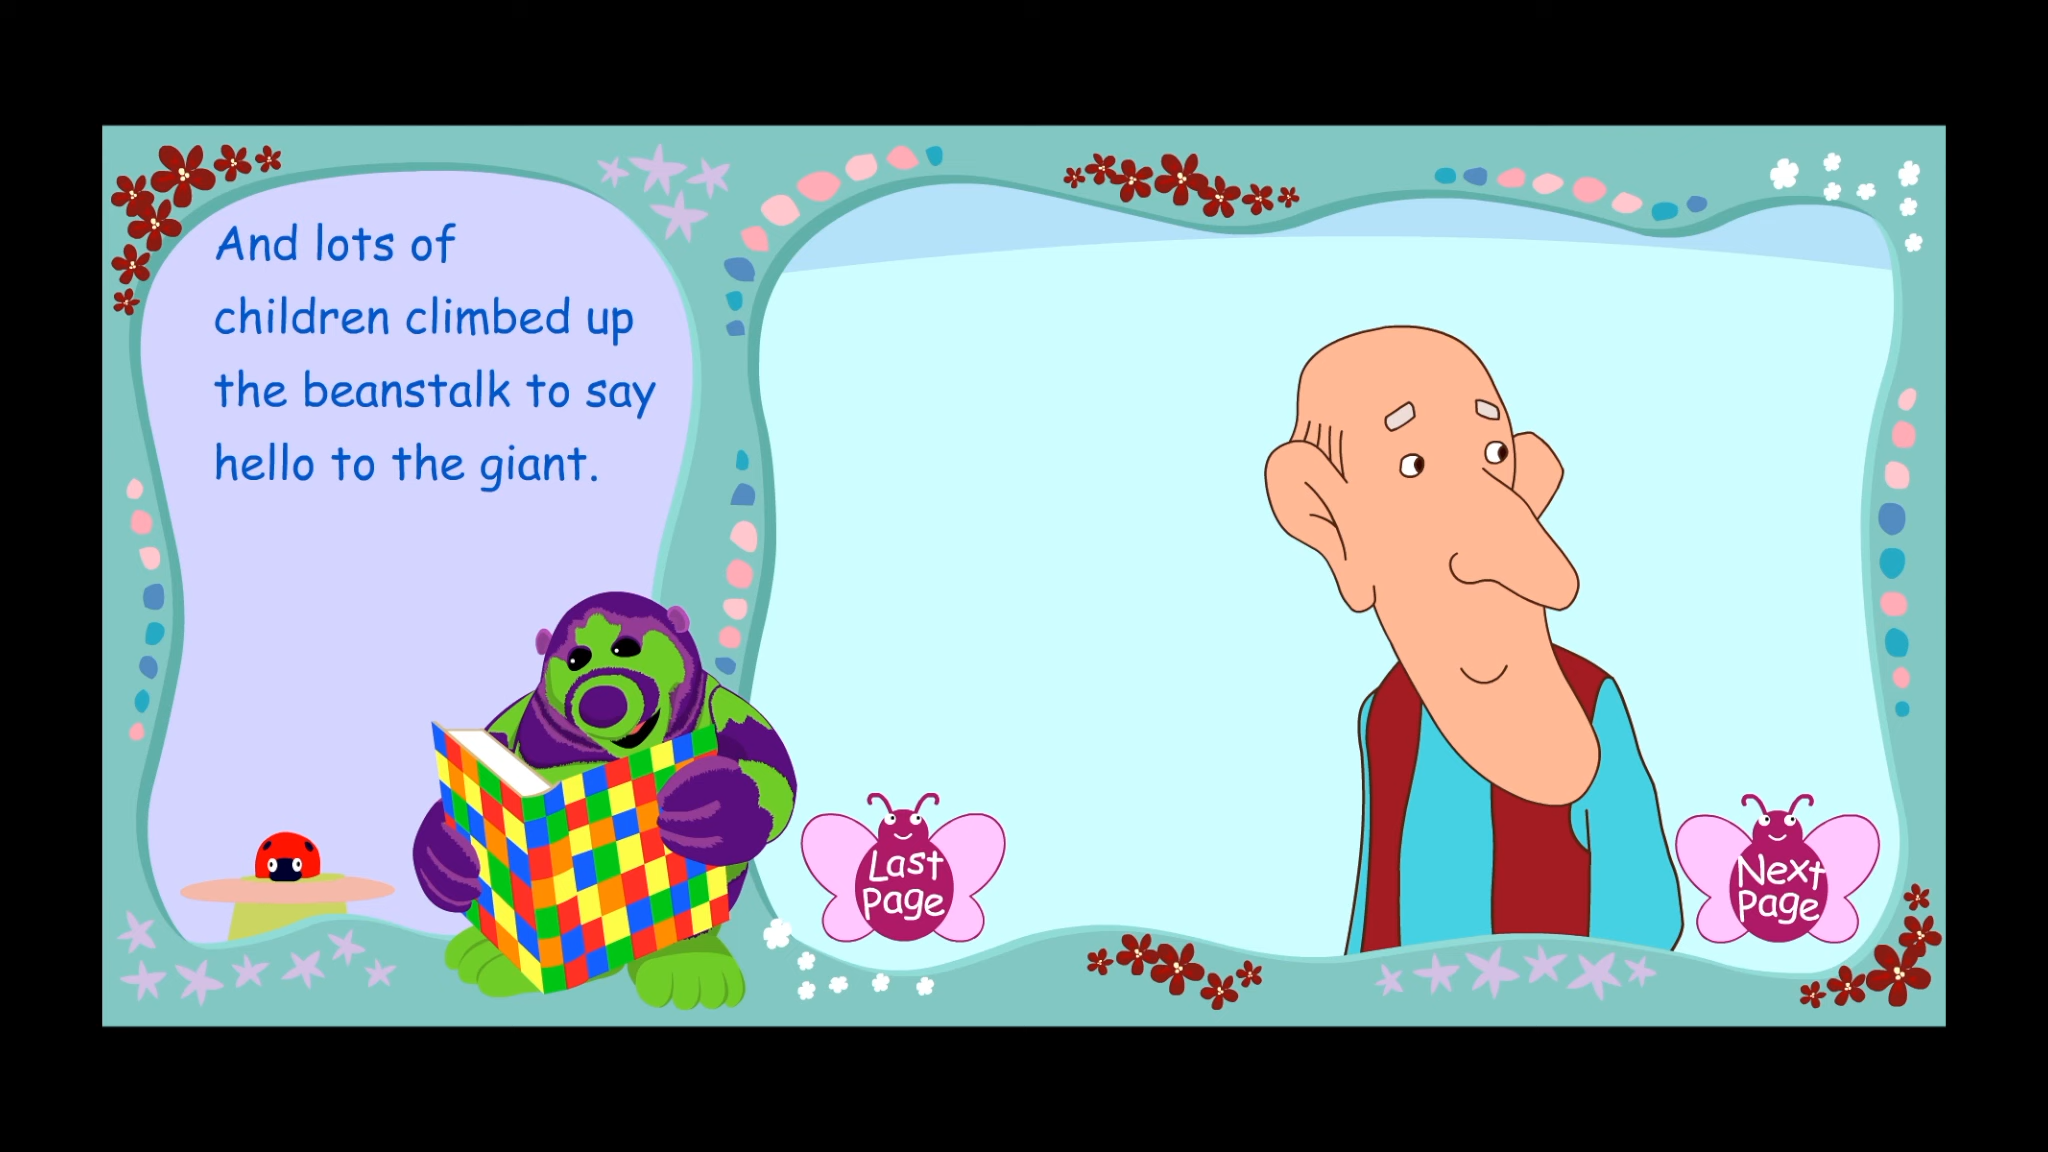 And lots of
children climbed up
the beanstalk to say
hello to the giant.
Last
Page
Next
Page